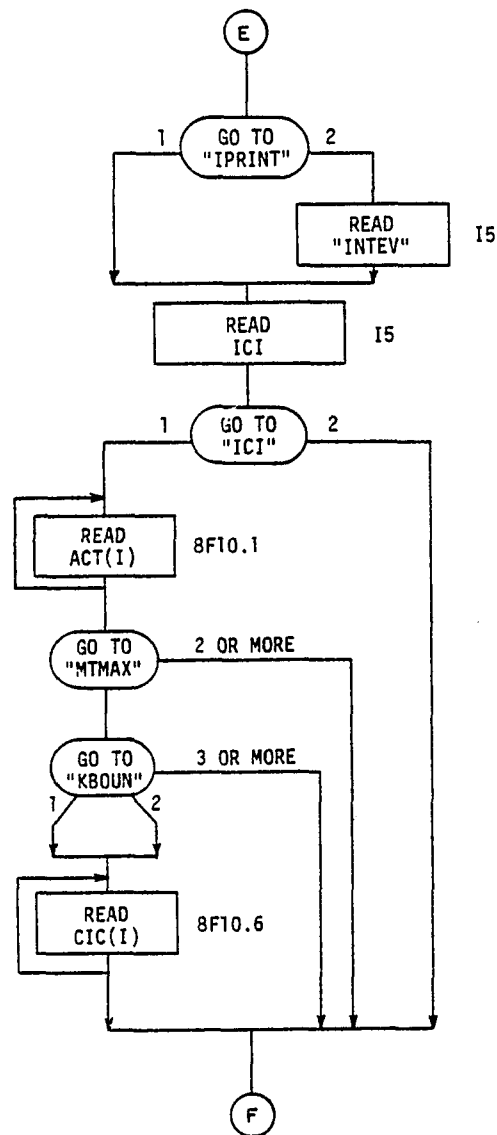 E
1
GO TO
"IPRINT"
2
READ
"INTEV"
I5
READ
ICI
I5
1
GO TO
"ICI"
2
READ
ACT(I)
8F10.1
GO TO
"MTMAX"
2 OR MORE
GO TO
"KBOUN"
3 OR MORE
1
2
READ
CIC(I)
8F10.6
F